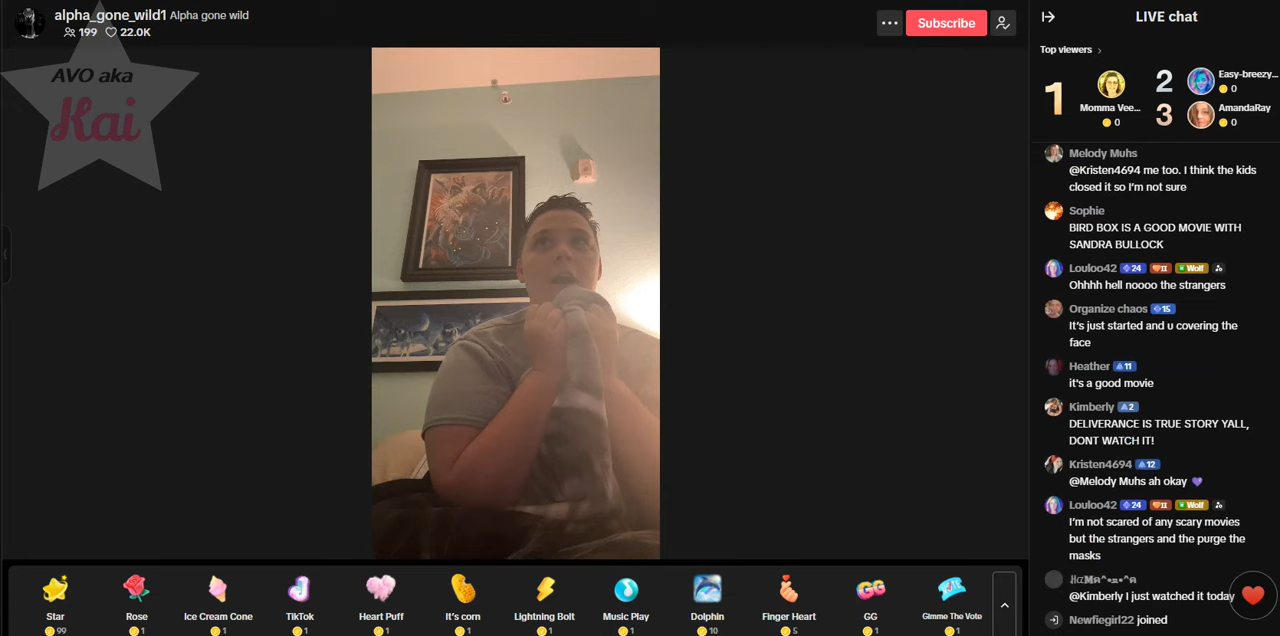 alpha_gone_wild1 Alpha gone wild
199 22.0K
Subscribe
AVO aka
Kai
LIVE chat
Top viewers
1
Momma Vee...
0
2
Easy-breezy...
0
3
AmandaRay
0
Melody Muhs
@Kristen4694 me too. I think the kids
closed it so I'm not sure
Sophie
BIRD BOX IS A GOOD MOVIE WITH
SANDRA BULLOCK
Louloo42 24 II Wolf
Ohhhh hell noooo the strangers
Organize chaos 15
It's just started and u covering the
face
Heather 11
it's a good movie
Kimberly 2
DELIVERANCE IS TRUE STORY YALL,
DONT WATCH IT!
Kristen4694 12
@Melody Muhs ah okay 💜
Louloo42 24 II Wolf
I'm not scared of any scary movies
but the strangers and the purge the
masks
@Kimberly I just watched it today
Newfiegirl22 joined
Star Rose Ice Cream Cone TikTok Heart Puff It's corn Lightning Bolt Music Play Dolphin Finger Heart GG Gimme The Vote
99 1 1 1 1 1 1 1 10 5 1 1